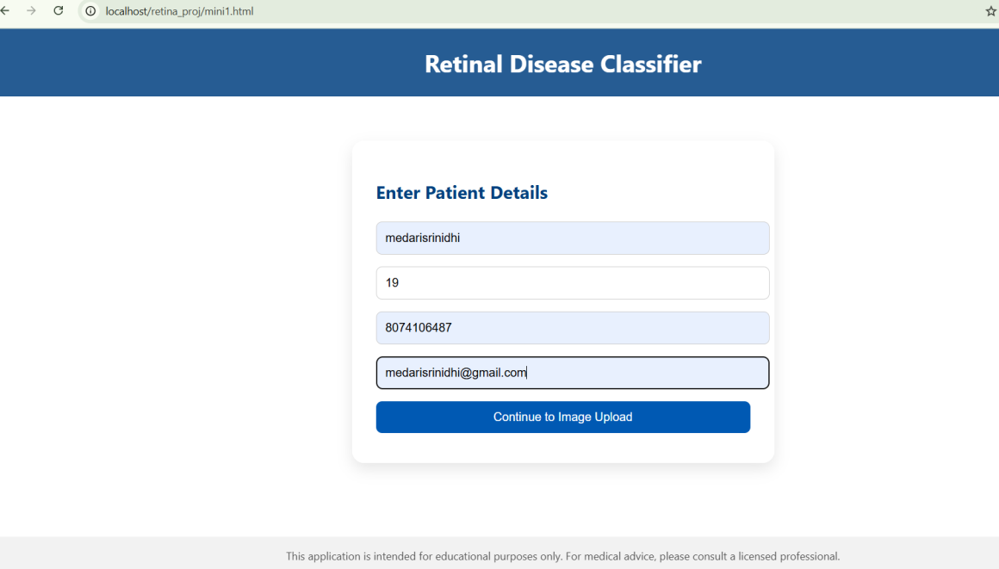 localhost/retina_proj/mini1.html
Retinal Disease Classifier
Enter Patient Details
medarisrinidhi
19
8074106487
medarisrinidhi@gmail.com
Continue to Image Upload
This application is intended for educational purposes only. For medical advice, please consult a licensed professional.